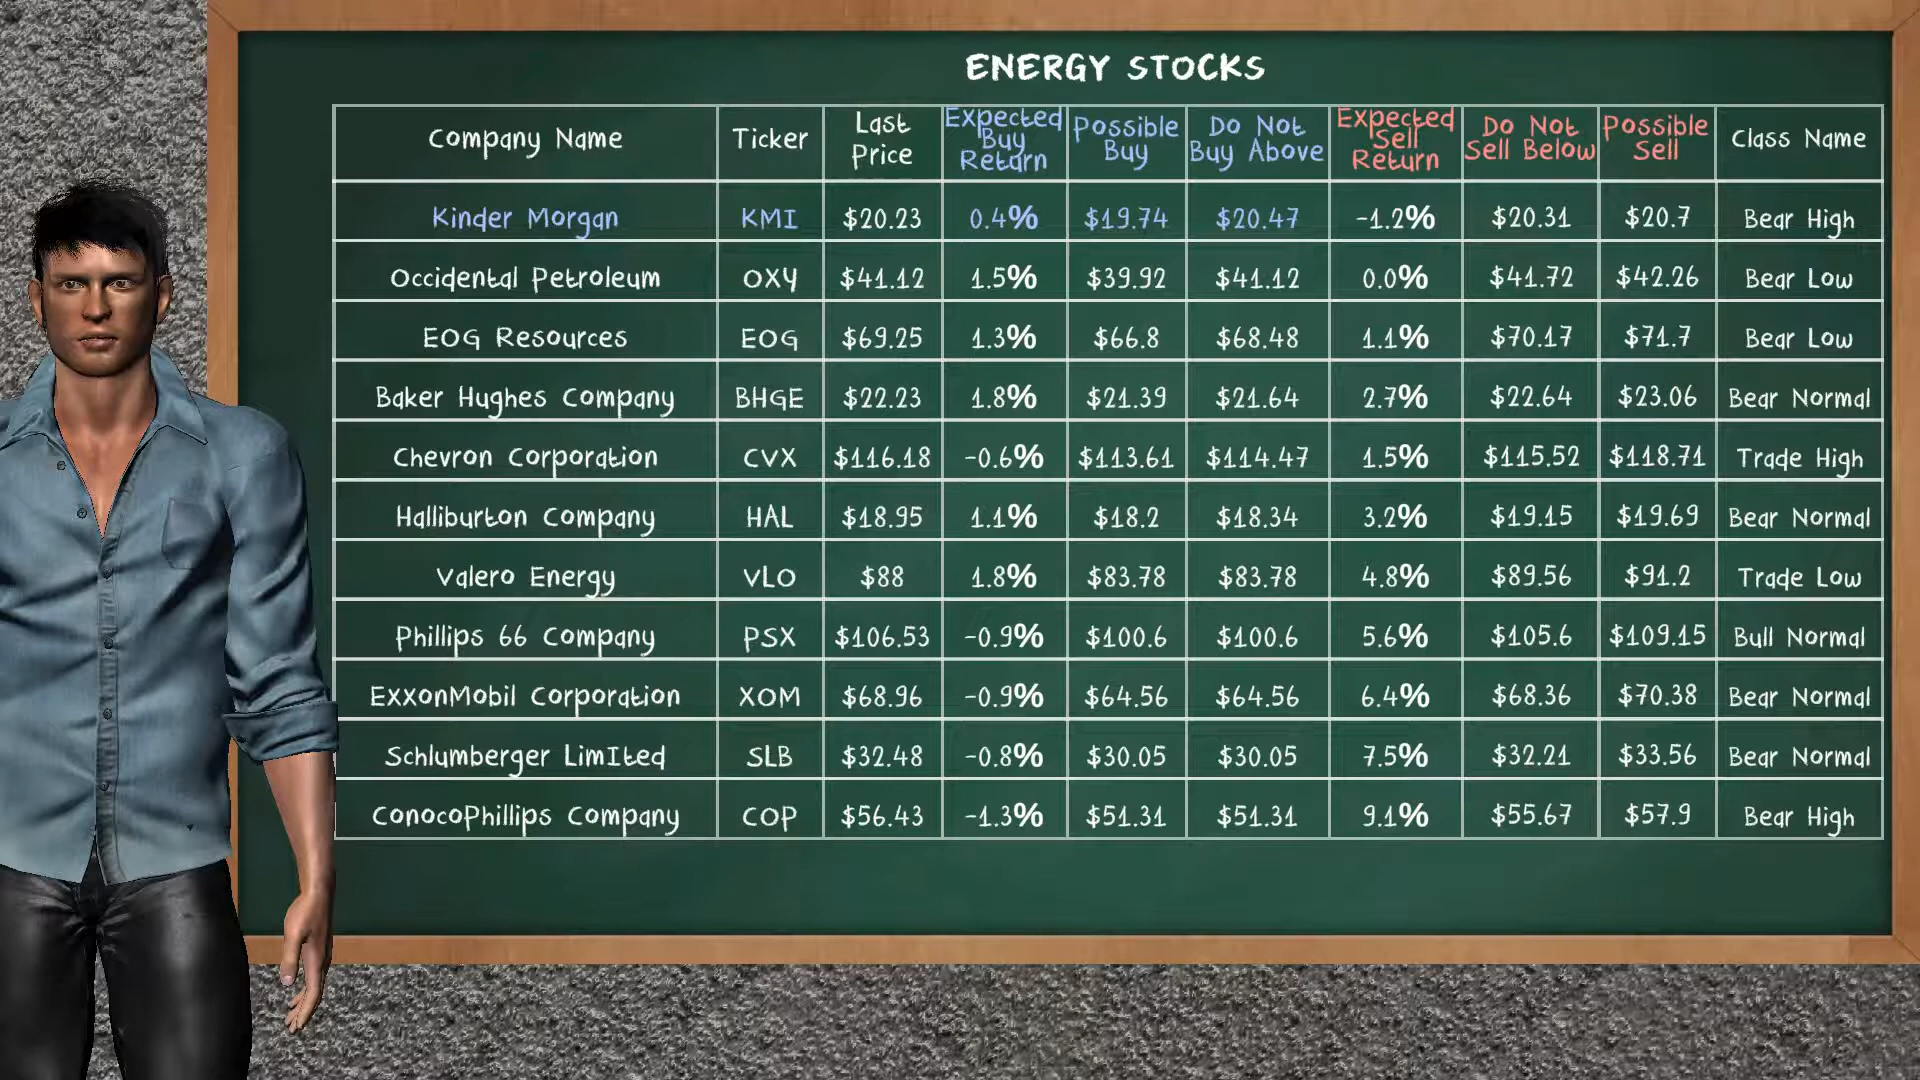 ENERGY STOCKS
Company Name Ticker Last Price Expected Buy Return Possible Buy Do Not Buy Above Expected Sell Return Do Not Sell Below Possible Sell Class Name
Kinder Morgan KMI $20.23 0.4% $19.74 $20.47 -1.2% $20.31 $20.7 Bear High
Occidental Petroleum OXY $41.12 1.5% $39.92 $41.12 0.0% $41.72 $42.26 Bear Low
EOG Resources EOG $69.25 1.3% $66.8 $68.48 1.1% $70.17 $71.7 Bear Low
Baker Hughes Company BHGE $22.23 1.8% $21.39 $21.64 2.7% $22.64 $23.06 Bear Normal
Chevron Corporation CVX $116.18 -0.6% $113.61 $114.47 1.5% $115.52 $118.71 Trade High
Halliburton Company HAL $18.95 1.1% $18.2 $18.34 3.2% $19.15 $19.69 Bear Normal
Valero Energy VLO $88 1.8% $83.78 $83.78 4.8% $89.56 $91.2 Trade Low
Phillips 66 Company PSX $106.53 -0.9% $100.6 $100.6 5.6% $105.6 $109.15 Bull Normal
ExxonMobil Corporation XOM $68.96 -0.9% $64.56 $64.56 6.4% $68.36 $70.38 Bear Normal
Schlumberger LimIted SLB $32.48 -0.8% $30.05 $30.05 7.5% $32.21 $33.56 Bear Normal
ConocoPhillips Company COP $56.43 -1.3% $51.31 $51.31 9.1% $55.67 $57.9 Bear High